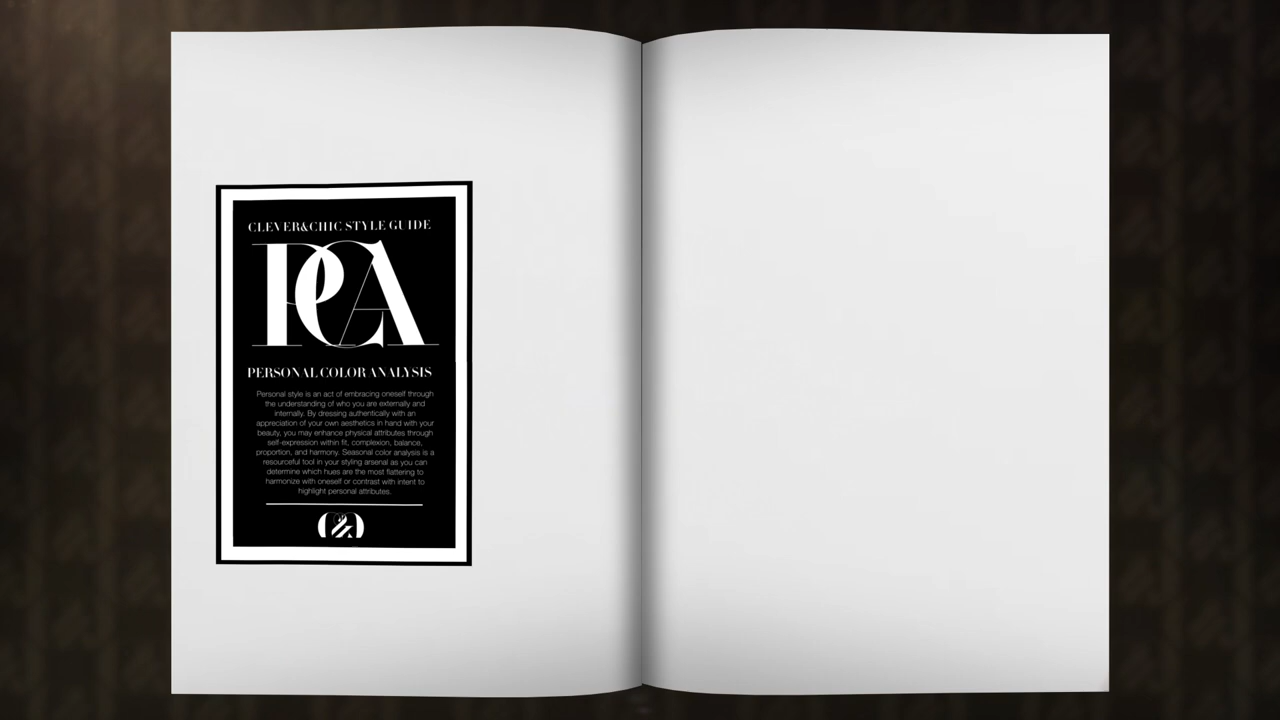 CLEVER&CHIC STYLE GUIDE
PCA
PERSONAL COLOR ANALYSIS
Personal style is an act of embracing oneself through
the understanding of who you are externally and
internally. By dressing authentically with an
appreciation of your own aesthetics in hand with your
beauty, you may enhance physical attributes through
self-expression within fit, complexion, balance,
proportion, and harmony. Seasonal color analysis is a
resourceful tool in your styling arsenal as you can
determine which hues are the most flattering to
harmonize with oneself or contrast with intent to
highlight personal attributes.